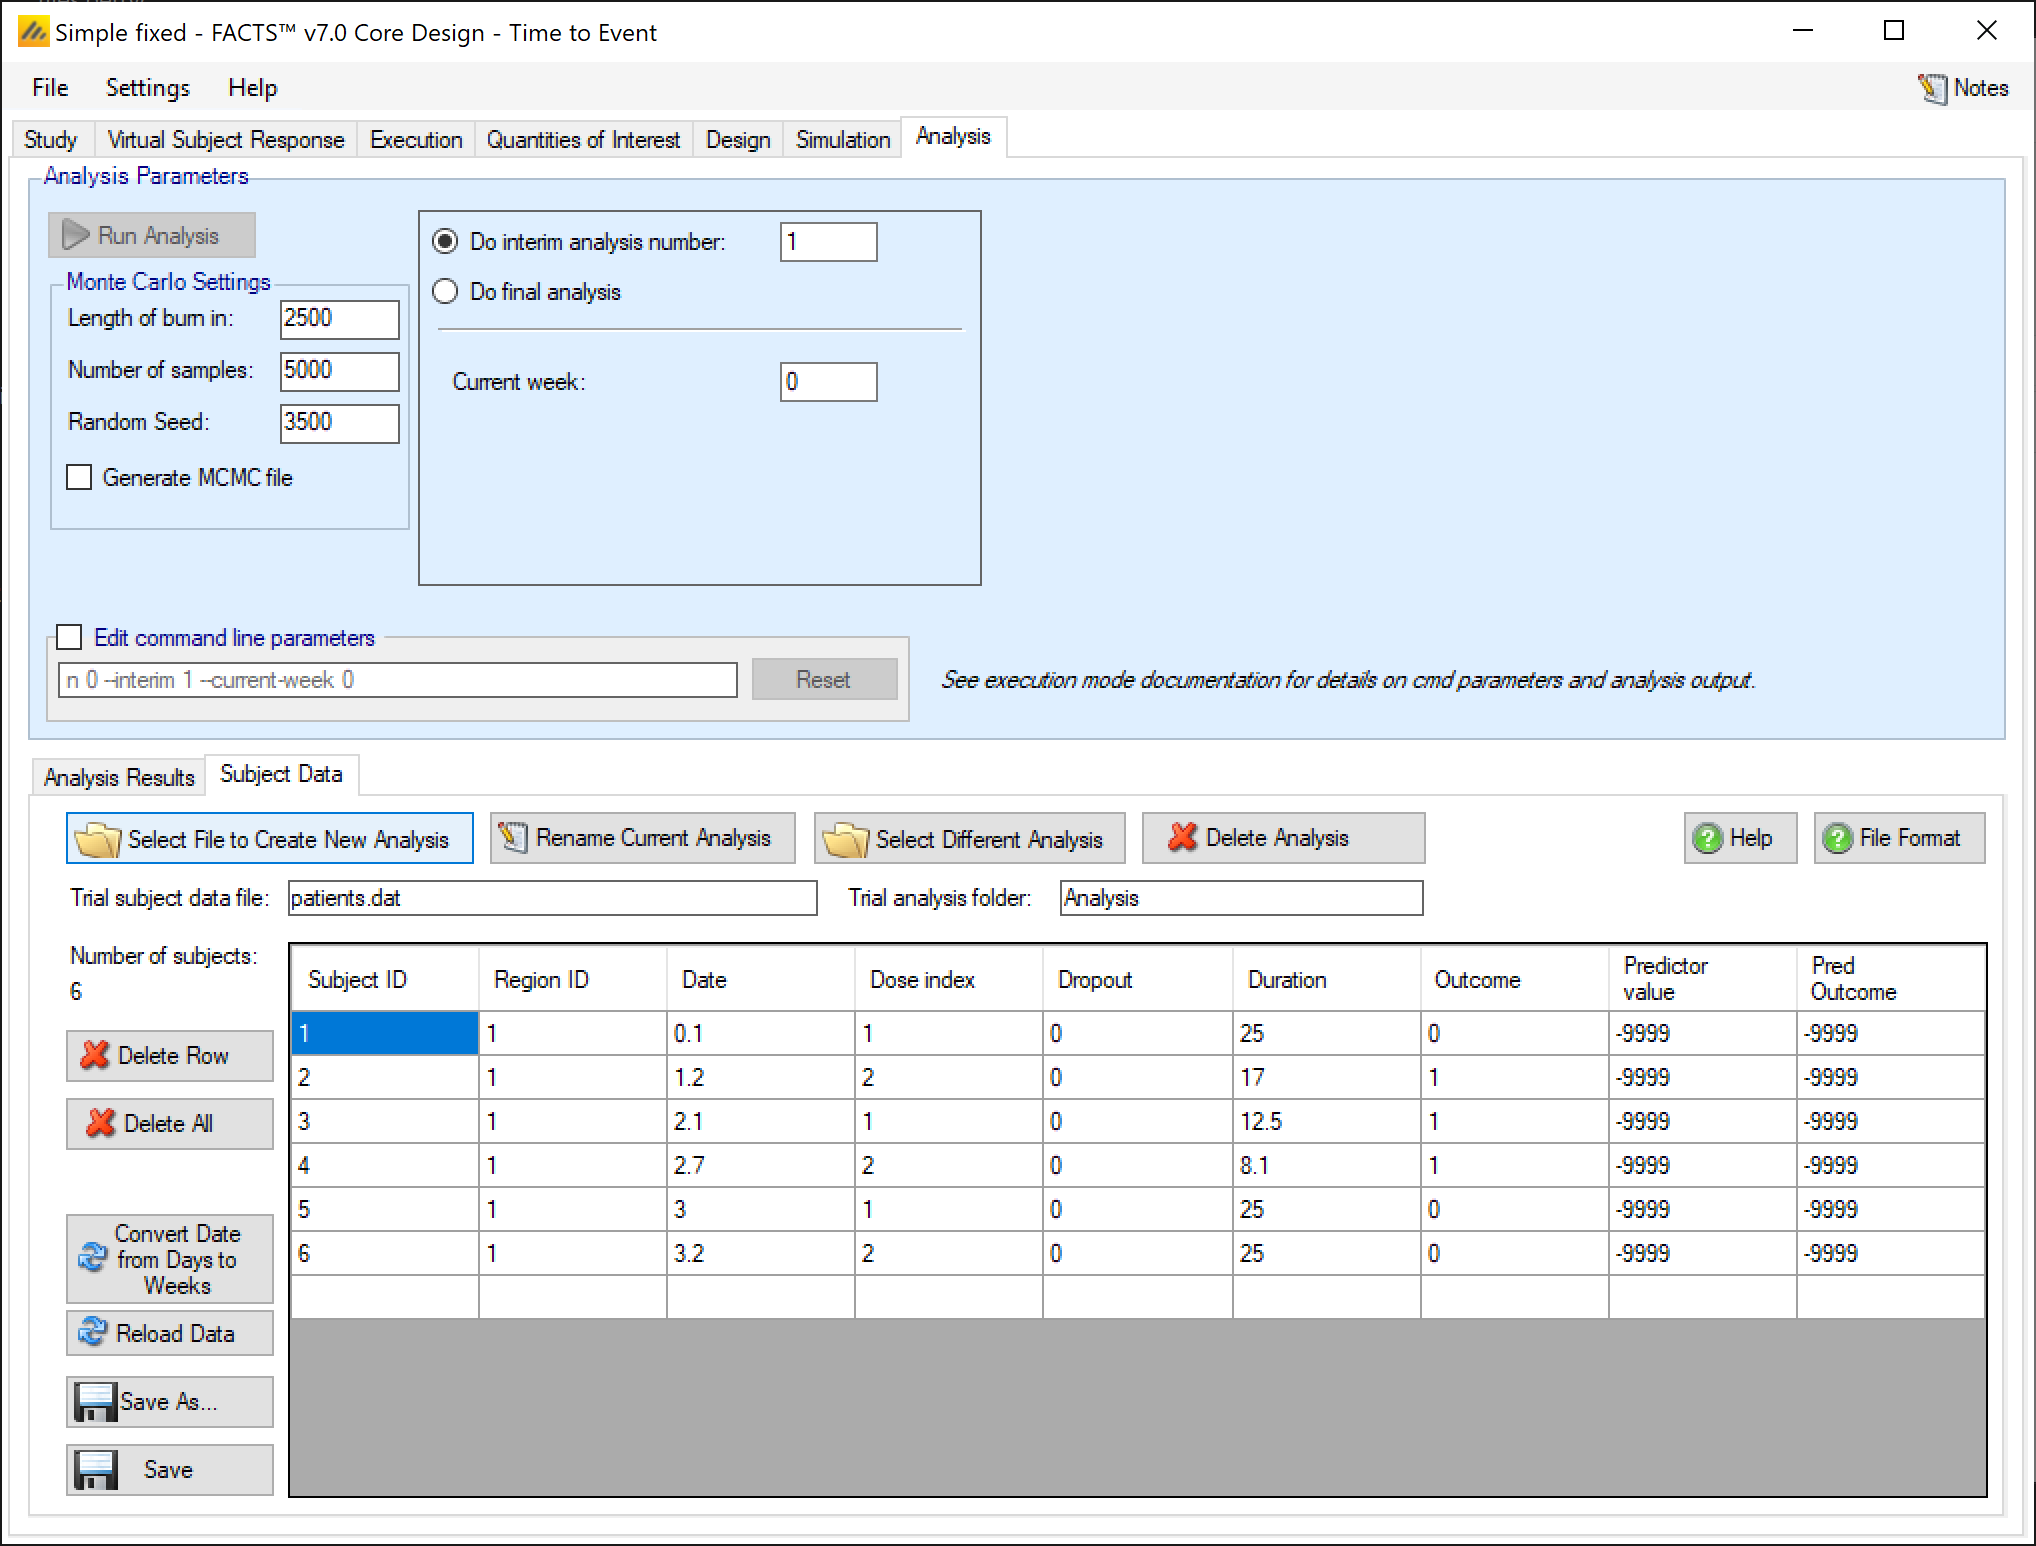 Simple fixed - FACTS™ v7.0 Core Design - Time to Event
File Settings Help Notes
Study Virtual Subject Response Execution Quantities of Interest Design Simulation Analysis
Analysis Parameters
Run Analysis
Monte Carlo Settings
Length of burn in: 2500
Number of samples: 5000
Random Seed: 3500
Generate MCMC file
Do interim analysis number: 1
Do final analysis
Current week: 0
Edit command line parameters
n 0 --interim 1 --current-week 0 Reset
See execution mode documentation for details on cmd parameters and analysis output.
Analysis Results Subject Data
Select File to Create New Analysis Rename Current Analysis Select Different Analysis Delete Analysis Help File Format
Trial subject data file: patients.dat Trial analysis folder: Analysis
Number of subjects:
6
Delete Row
Delete All
Convert Date
from Days to
Weeks
Reload Data
Save As...
Save
Subject ID Region ID Date Dose index Dropout Duration Outcome Predictor value Pred Outcome
1 1 0.1 1 0 25 0 -9999 -9999
2 1 1.2 2 0 17 1 -9999 -9999
3 1 2.1 1 0 12.5 1 -9999 -9999
4 1 2.7 2 0 8.1 1 -9999 -9999
5 1 3 1 0 25 0 -9999 -9999
6 1 3.2 2 0 25 0 -9999 -9999